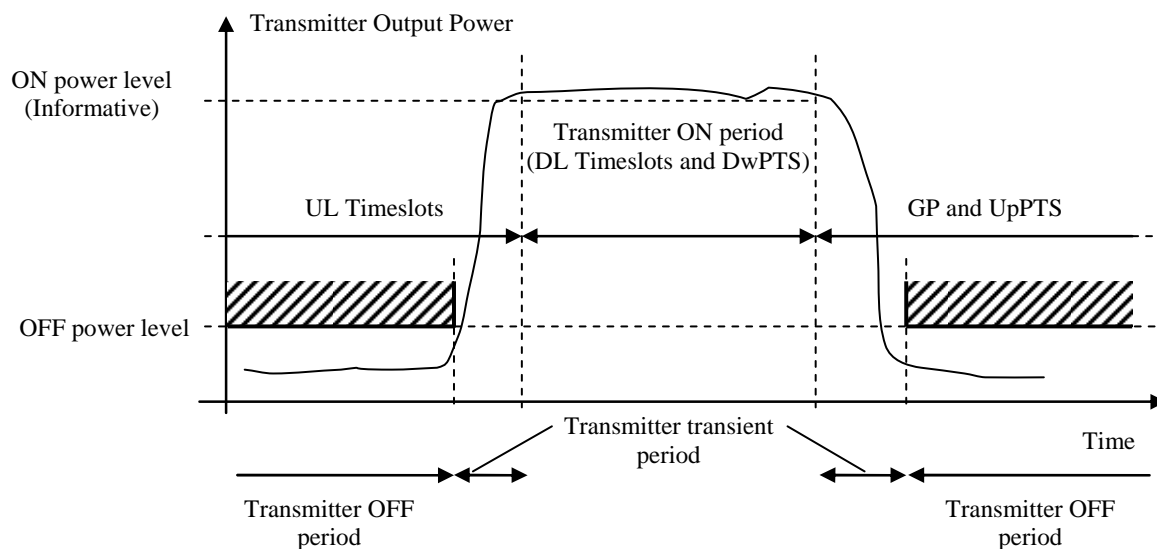 Transmitter Output Power
ON power level
(Informative)
Transmitter ON period
(DL Timeslots and DwPTS)
UL Timeslots
GP and UpPTS
OFF power level
Transmitter transient
period
Time
Transmitter OFF
period
Transmitter OFF
period